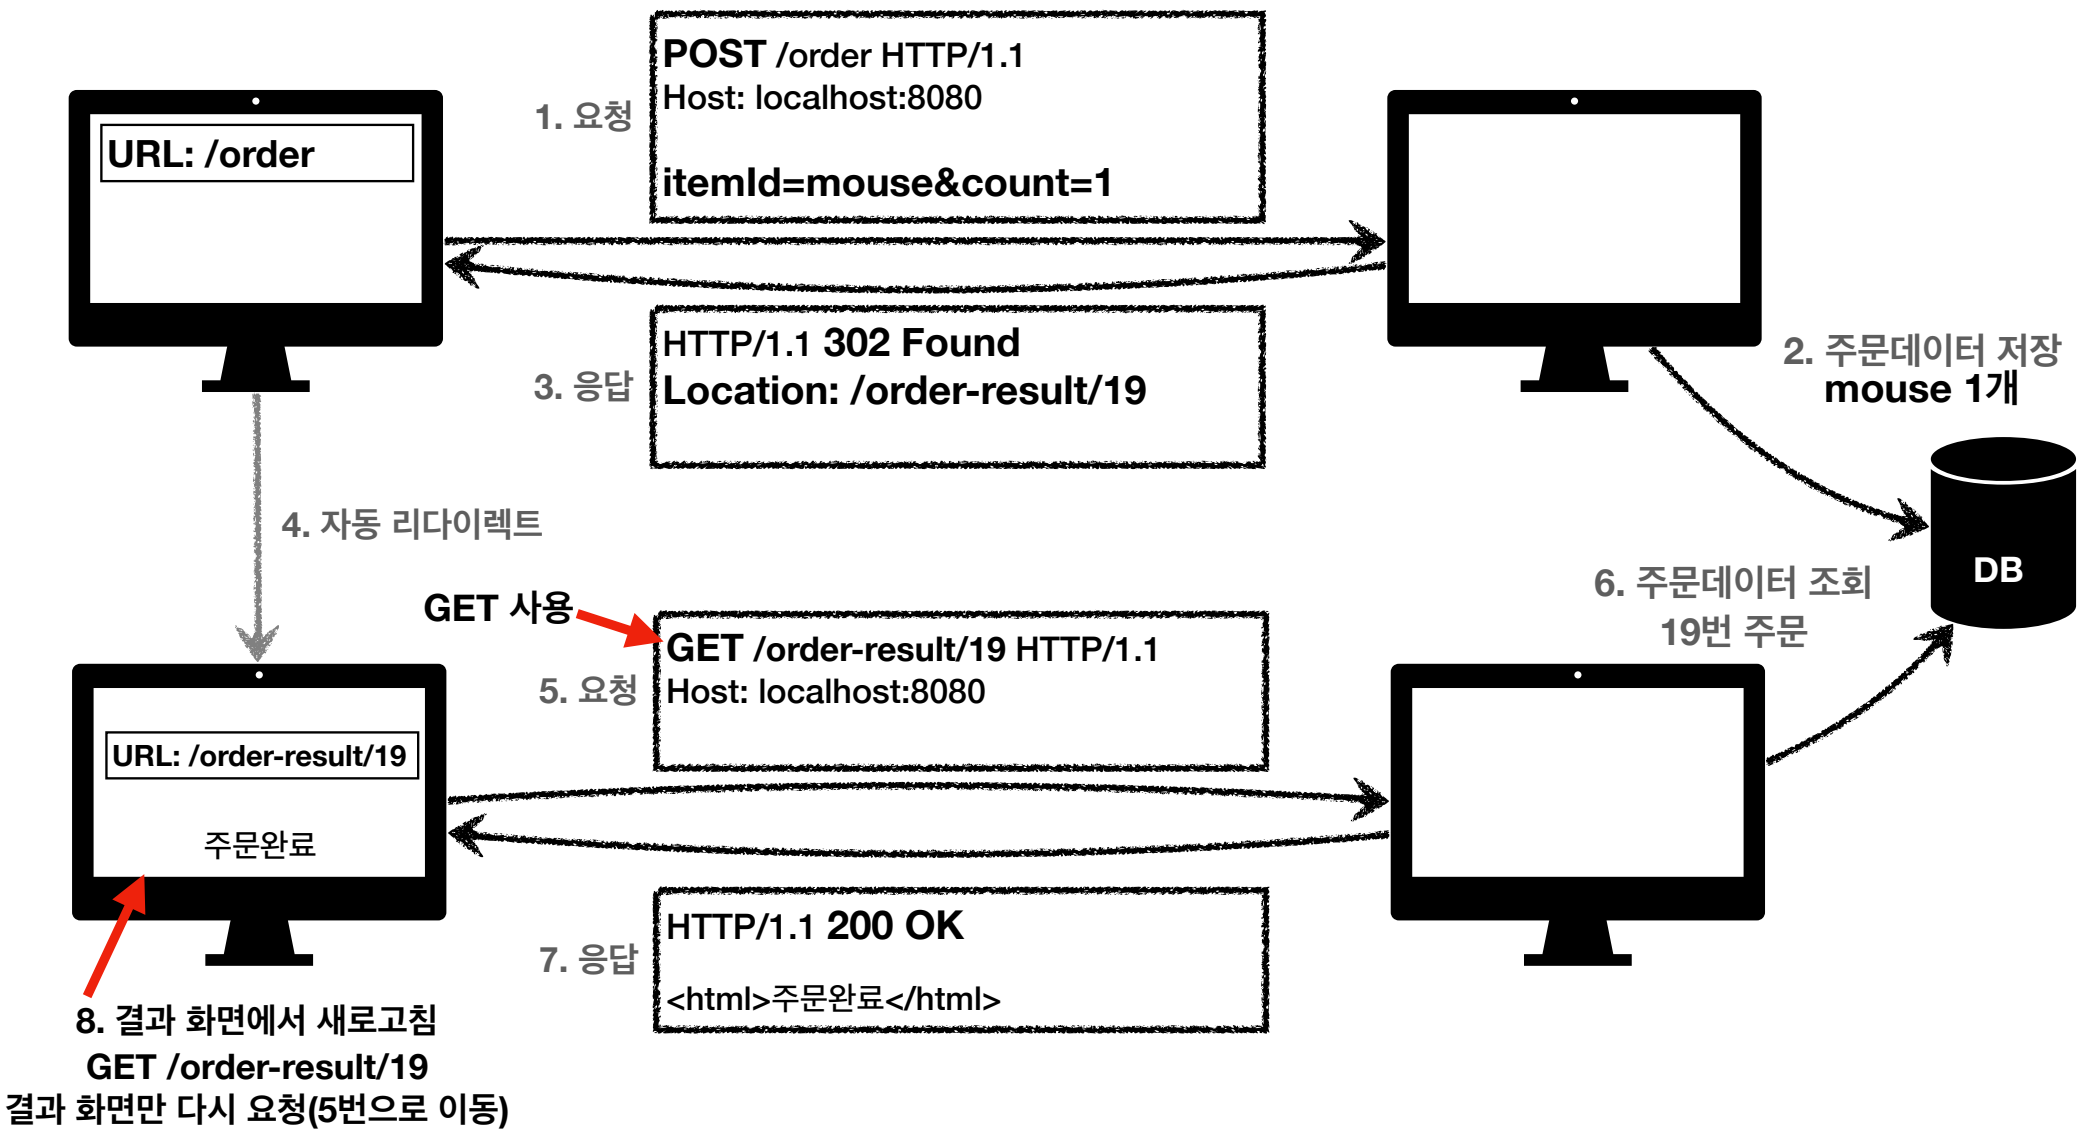 POST /order HTTP/1.1
Host: localhost:8080
itemId=mouse&count=1
1. 요청
URL: /order
2. 주문데이터 저장
mouse 1개
HTTP/1.1 302 Found
Location: /order-result/19
3. 응답
DB
4. 자동 리다이렉트
GET 사용
GET /order-result/19 HTTP/1.1
Host: localhost:8080
5. 요청
6. 주문데이터 조회
19번 주문
URL: /order-result/19
주문완료
HTTP/1.1 200 OK
<html>주문완료</html>
7. 응답
8. 결과 화면에서 새로고침
GET /order-result/19
결과 화면만 다시 요청(5번으로 이동)